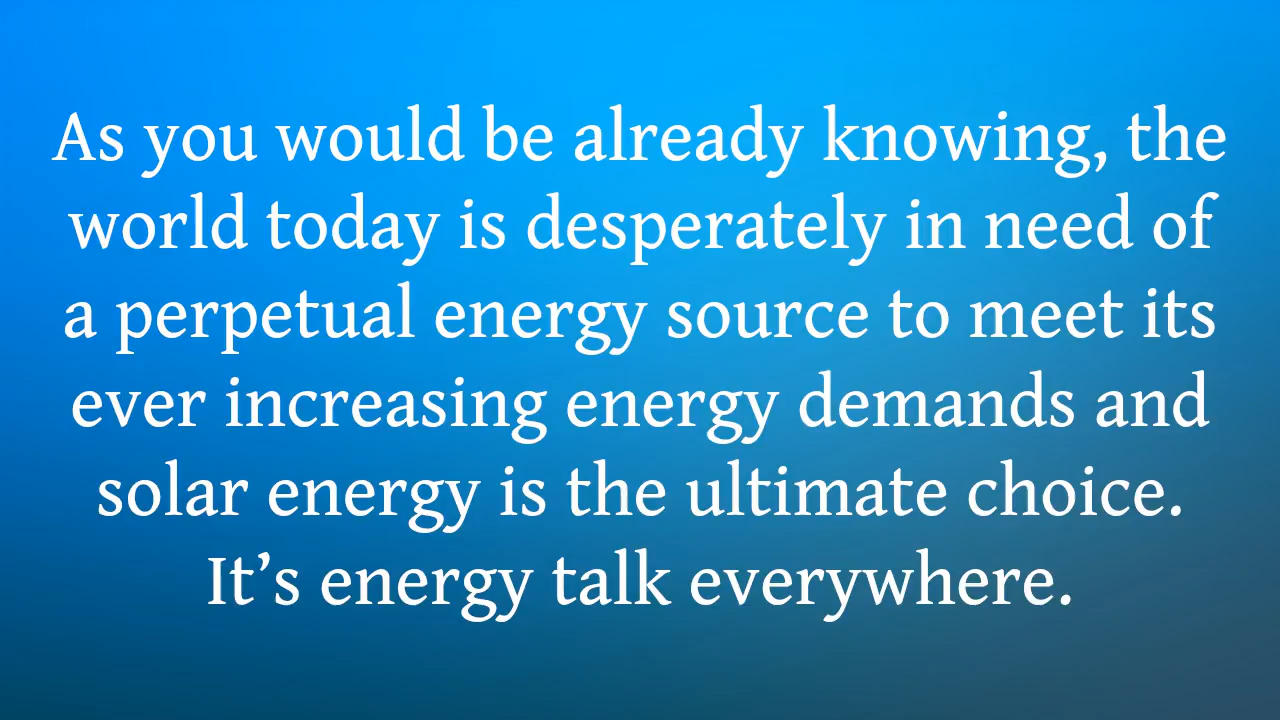 As you would be already knowing, the
world today is desperately in need of
a perpetual energy source to meet its
ever increasing energy demands and
solar energy is the ultimate choice.
It’s energy talk everywhere.